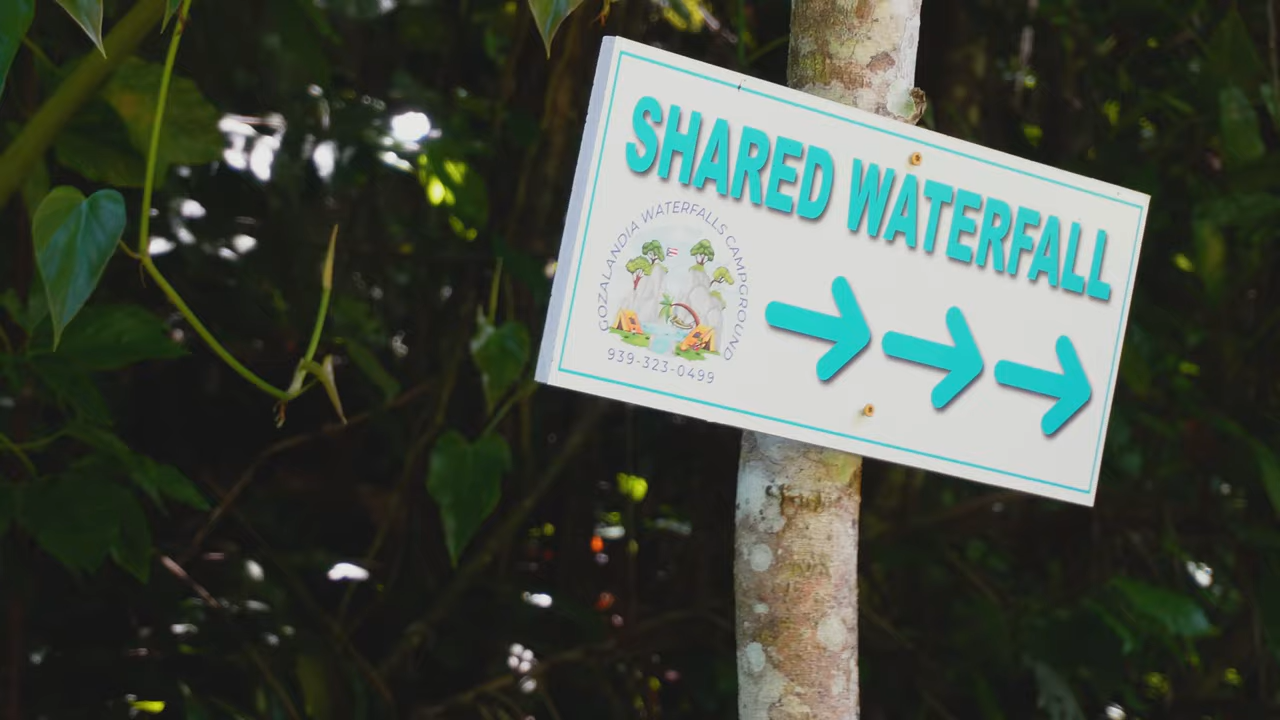 SHARED WATERFALL
GOZALANDIA WATERFALLS CAMPGROUND
939-323-0499